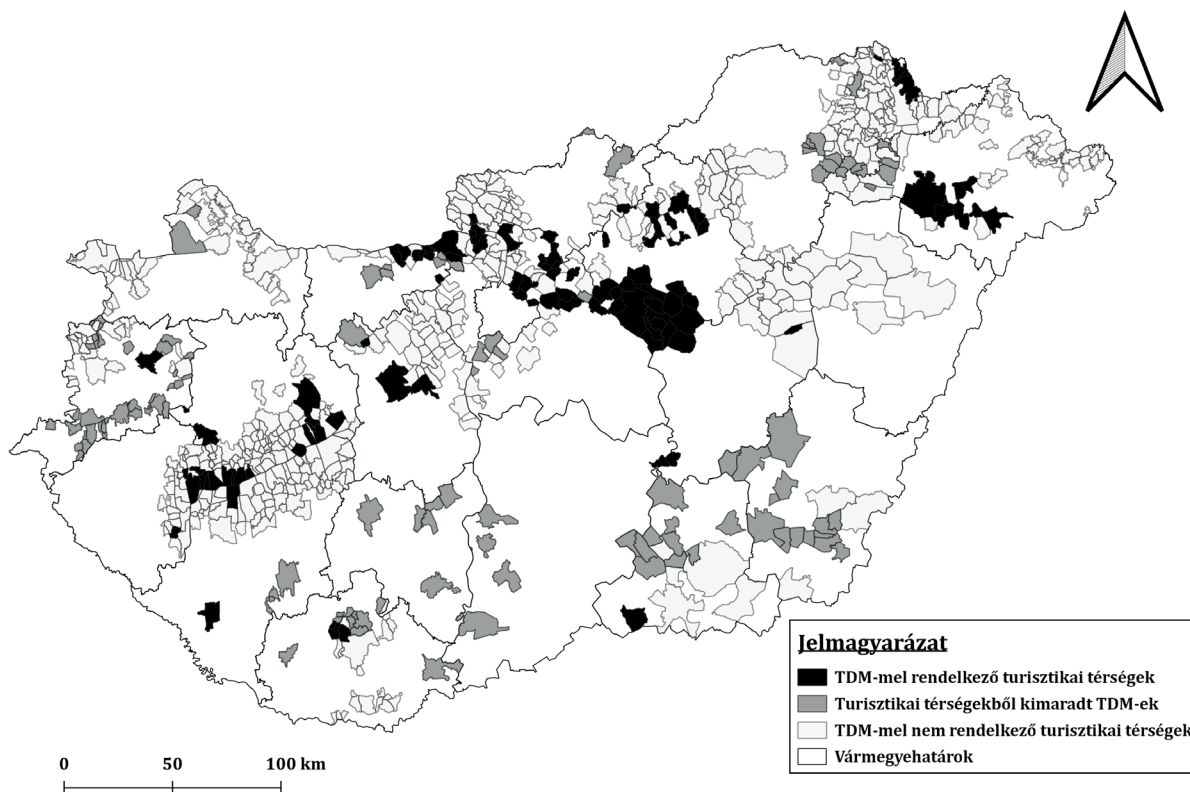 Jelmagyarázat
TDM-mel rendelkező turisztikai térségek
Turisztikai térségekből kimaradt TDM-ek
TDM-mel nem rendelkező turisztikai térségek
Vármegyehatárok
0 50 100 km